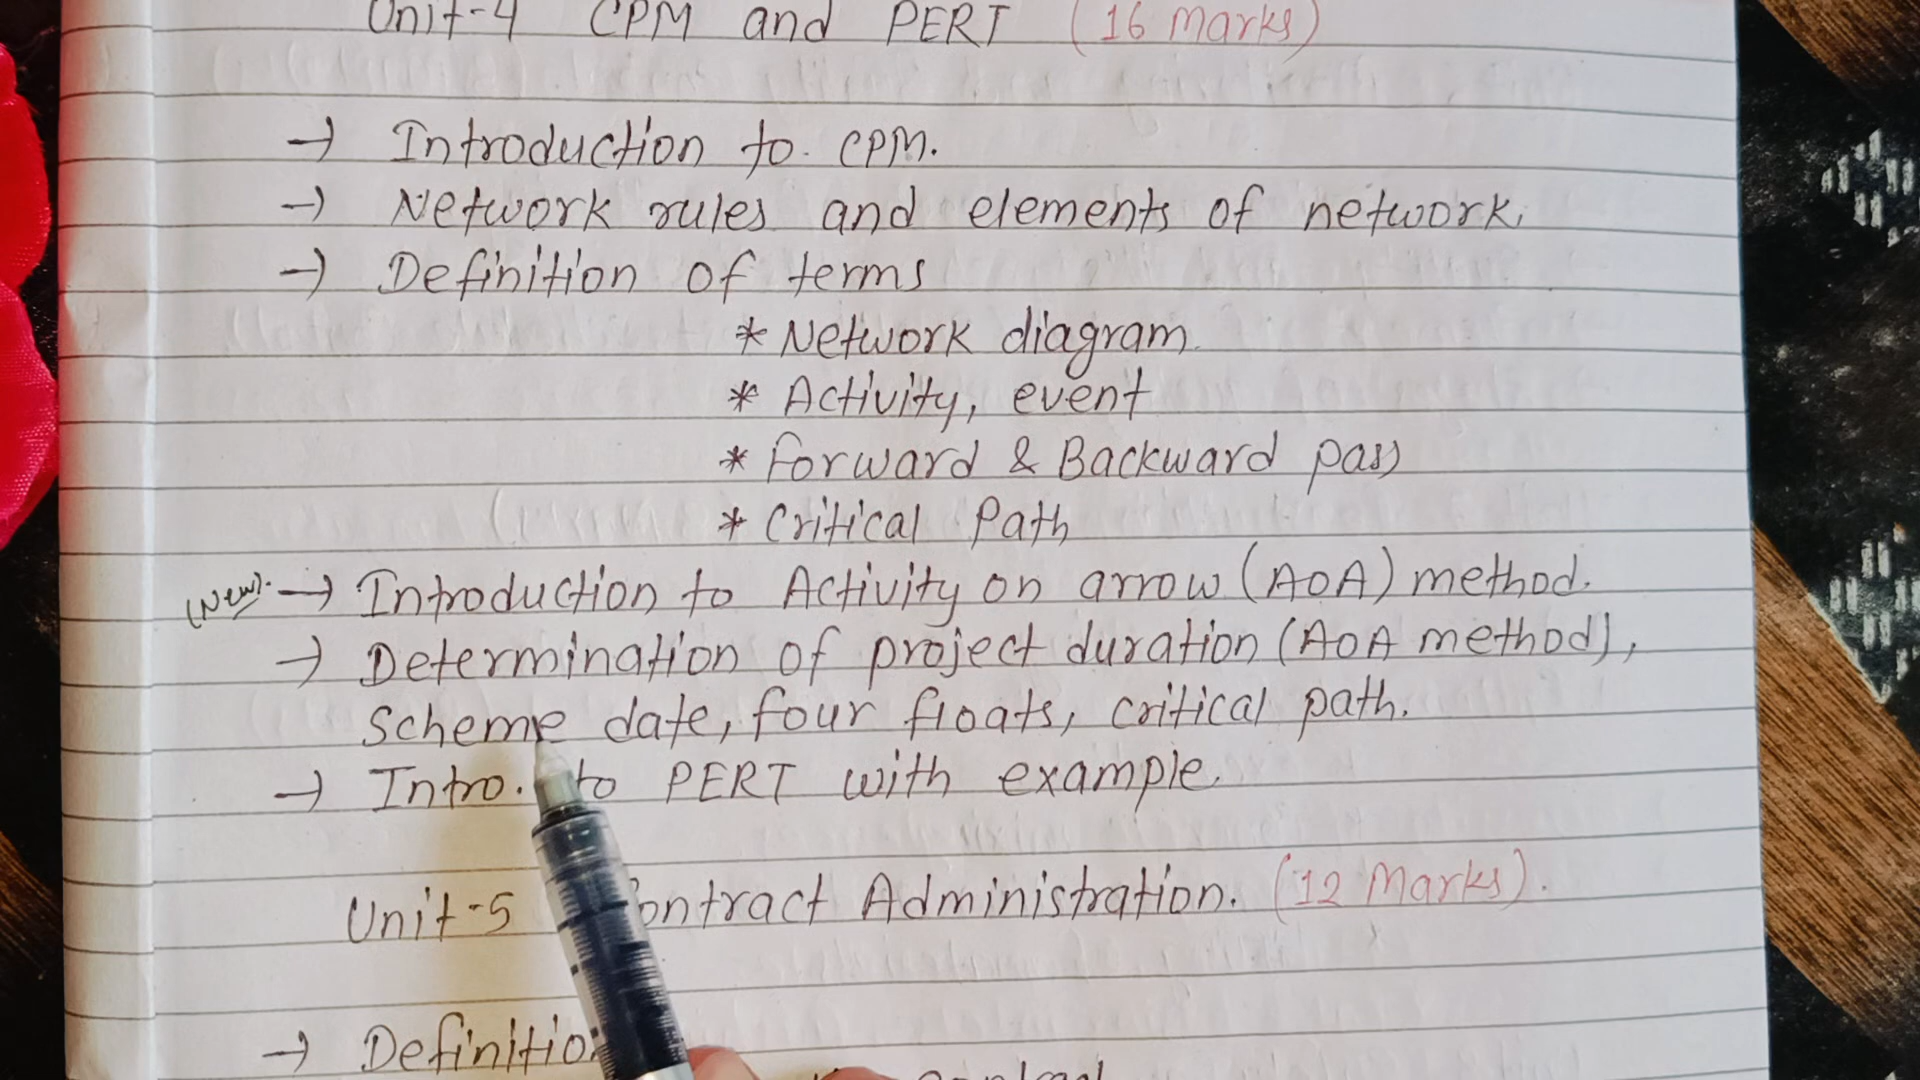 Unit-4 CPM and PERT (16 Marks)
→ Introduction to. CPM.
→ Network rules and elements of network.
→ Definition of terms
* Network diagram.
* Activity, event
* Forward & Backward pass
* Critical Path
(New). → Introduction to Activity on arrow (AOA) method.
→ Determination of project duration (AOA method),
Scheme date, four floats, critical path.
→ Intro. to PERT with example.
Unit-5 Contract Administration. (12 Marks).
→ Definition